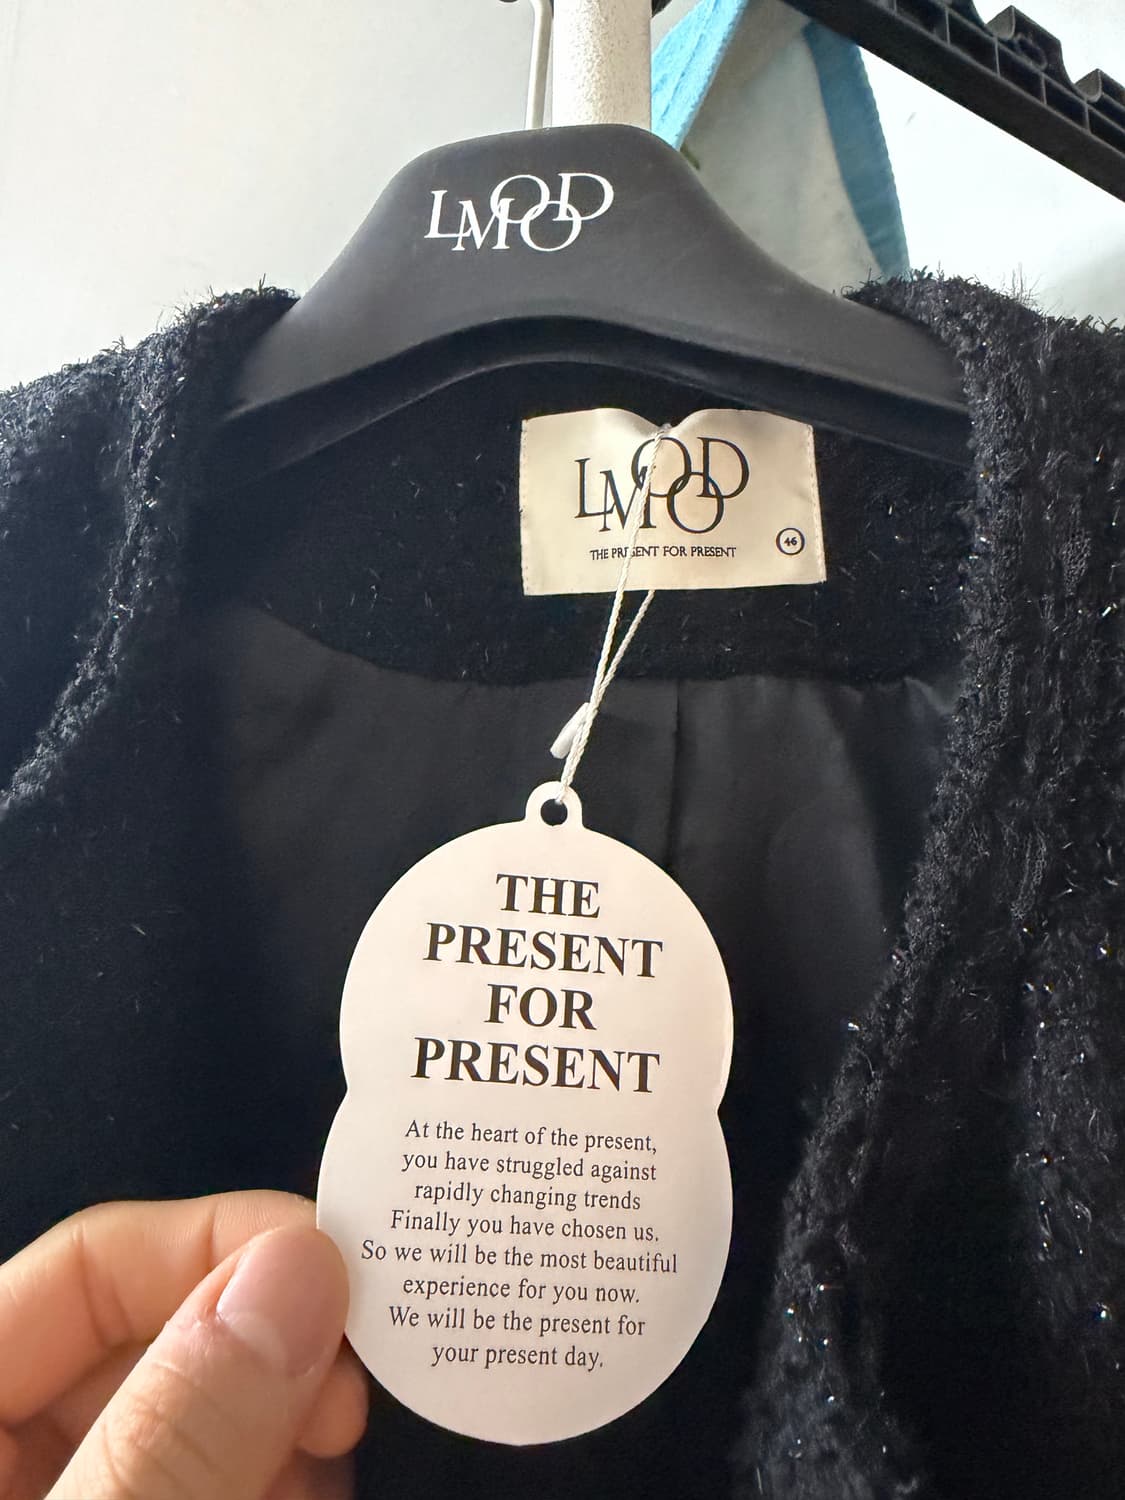 LMOOD
LMOOD
THE PRESENT FOR PRESENT
46
THE
PRESENT
FOR
PRESENT
At the heart of the present,
you have struggled against
rapidly changing trends
Finally you have chosen us.
So we will be the most beautiful
experience for you now.
We will be the present for
your present day.